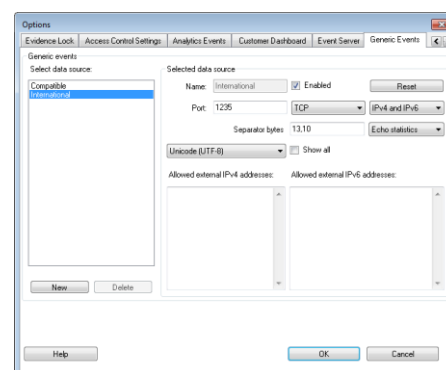 Options
Evidence Lock Access Control Settings Analytics Events Customer Dashboard Event Server Generic Events
Generic events
Select data source:
Compatible
International
New Delete
Selected data source
Name: International Enabled Reset
Port: 1235 TCP IPv4 and IPv6
Separator bytes 13,10 Echo statistics
Unicode (UTF-8) Show all
Allowed external IPv4 addresses: Allowed external IPv6 addresses:
Help OK Cancel